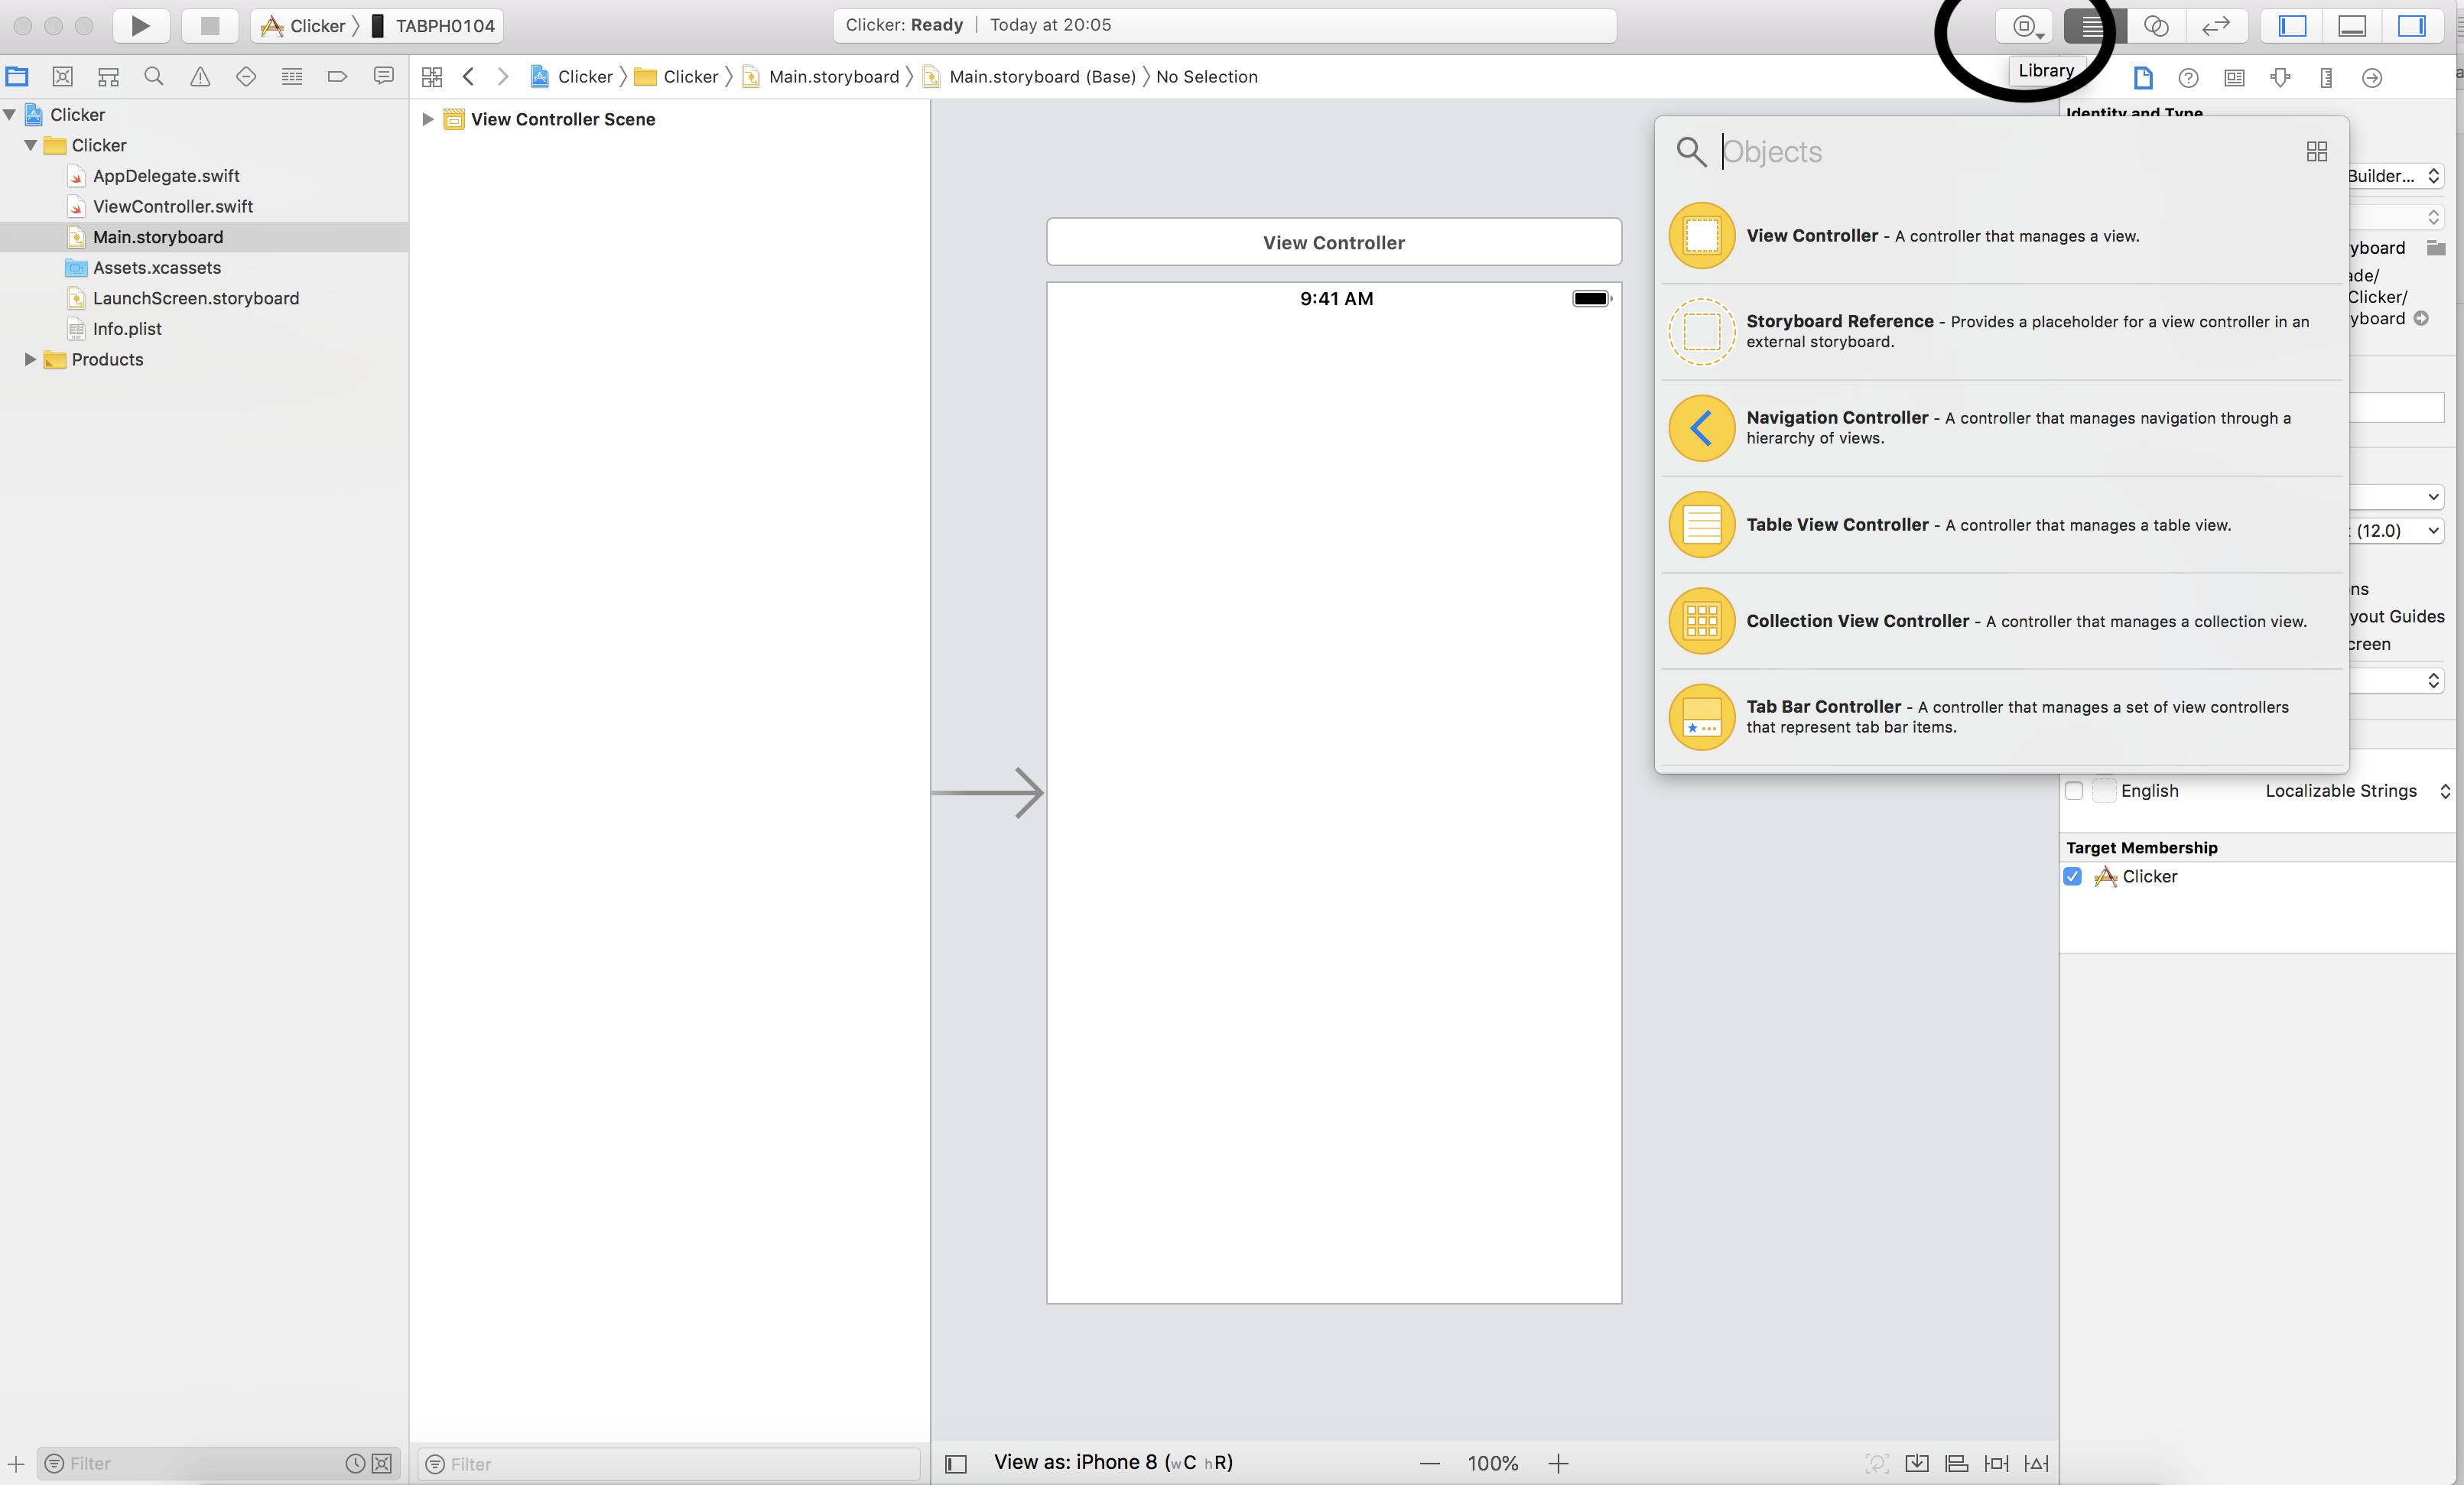 Clicker
TABPH0104
Clicker: Ready
Today at 20:05
Library
Clicker
Clicker
Main.storyboard
Main.storyboard (Base)
No Selection
Clicker
Clicker
AppDelegate.swift
ViewController.swift
Main.storyboard
Assets.xcassets
LaunchScreen.storyboard
Info.plist
Products
View Controller Scene
View Controller
9:41 AM
Identity and Type
Objects
View Controller - A controller that manages a view.
Storyboard Reference - Provides a placeholder for a view controller in an
external storyboard.
Navigation Controller - A controller that manages navigation through a
hierarchy of views.
Table View Controller - A controller that manages a table view.
Collection View Controller - A controller that manages a collection view.
Tab Bar Controller - A controller that manages a set of view controllers
that represent tab bar items.
Builder...
yboard
ade/
Clicker/
yboard
(12.0)
ns
yout Guides
creen
English
Localizable Strings
Target Membership
Clicker
Filter
Filter
View as: iPhone 8 (wC hR)
100%